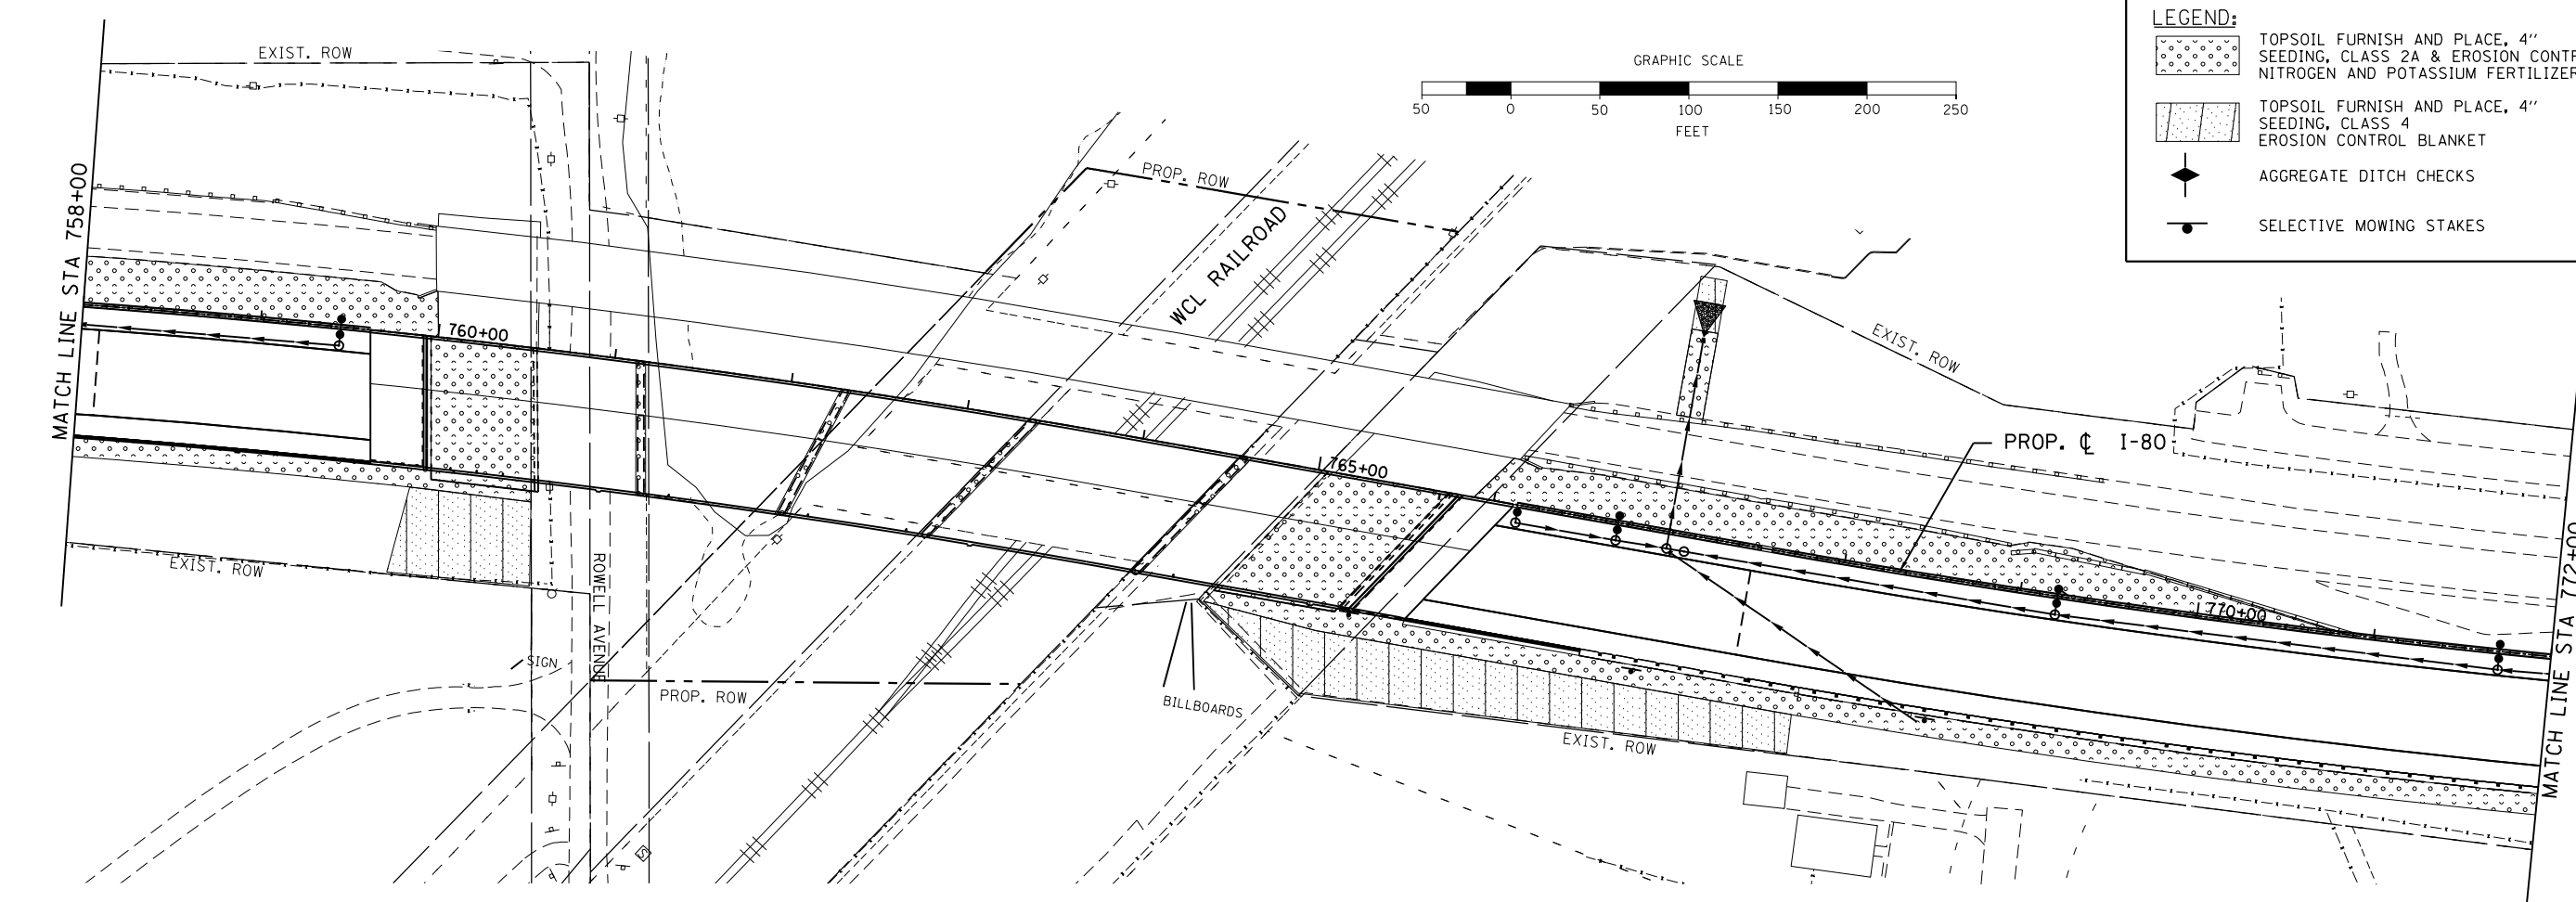 LEGEND:
TOPSOIL FURNISH AND PLACE, 4''
SEEDING, CLASS 2A & EROSION CONTR
NITROGEN AND POTASSIUM FERTILIZER
TOPSOIL FURNISH AND PLACE, 4''
SEEDING, CLASS 4
EROSION CONTROL BLANKET
AGGREGATE DITCH CHECKS
SELECTIVE MOWING STAKES
GRAPHIC SCALE
50 0 50 100 150 200 250
FEET
EXIST. ROW
PROP. ROW
WCL RAILROAD
MATCH LINE STA 758+00
760+00
EXIST. ROW
765+00
PROP. ℄ I-80
EXIST. ROW
ROWELL AVENUE
SIGN
PROP. ROW
BILLBOARDS
EXIST. ROW
770+00
MATCH LINE STA 772+00
S